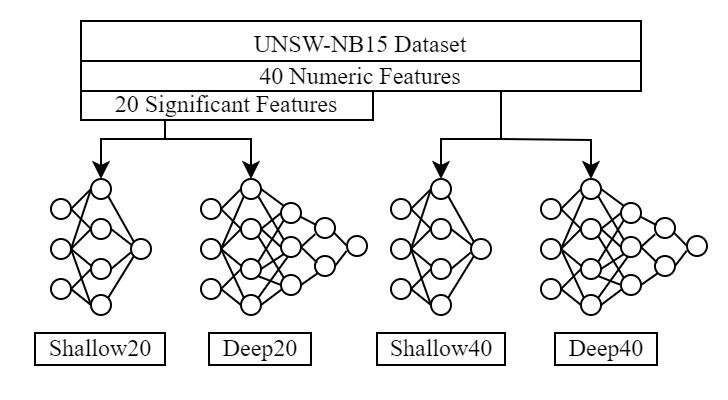 UNSW-NB15 Dataset
40 Numeric Features
20 Significant Features
Shallow20
Deep20
Shallow40
Deep40